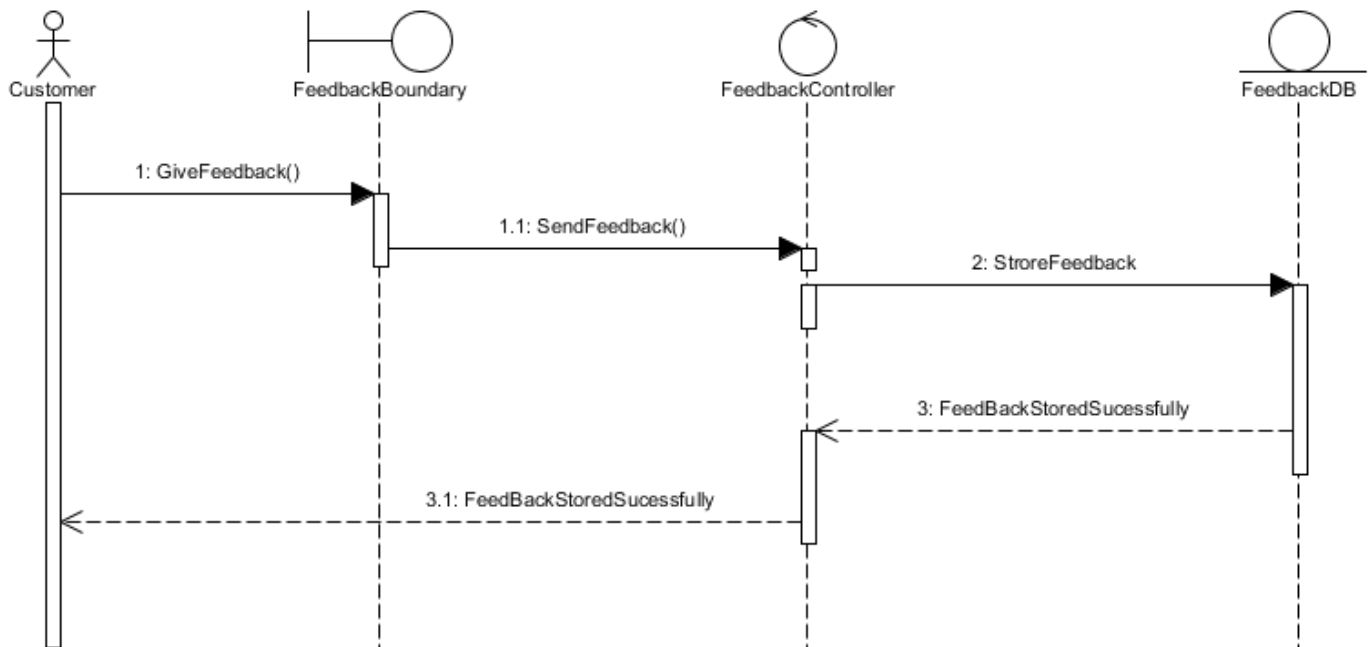 Customer
FeedbackBoundary
FeedbackController
FeedbackDB
1: GiveFeedback()
1.1: SendFeedback()
2: StroreFeedback
3: FeedBackStoredSucessfully
3.1: FeedBackStoredSucessfully